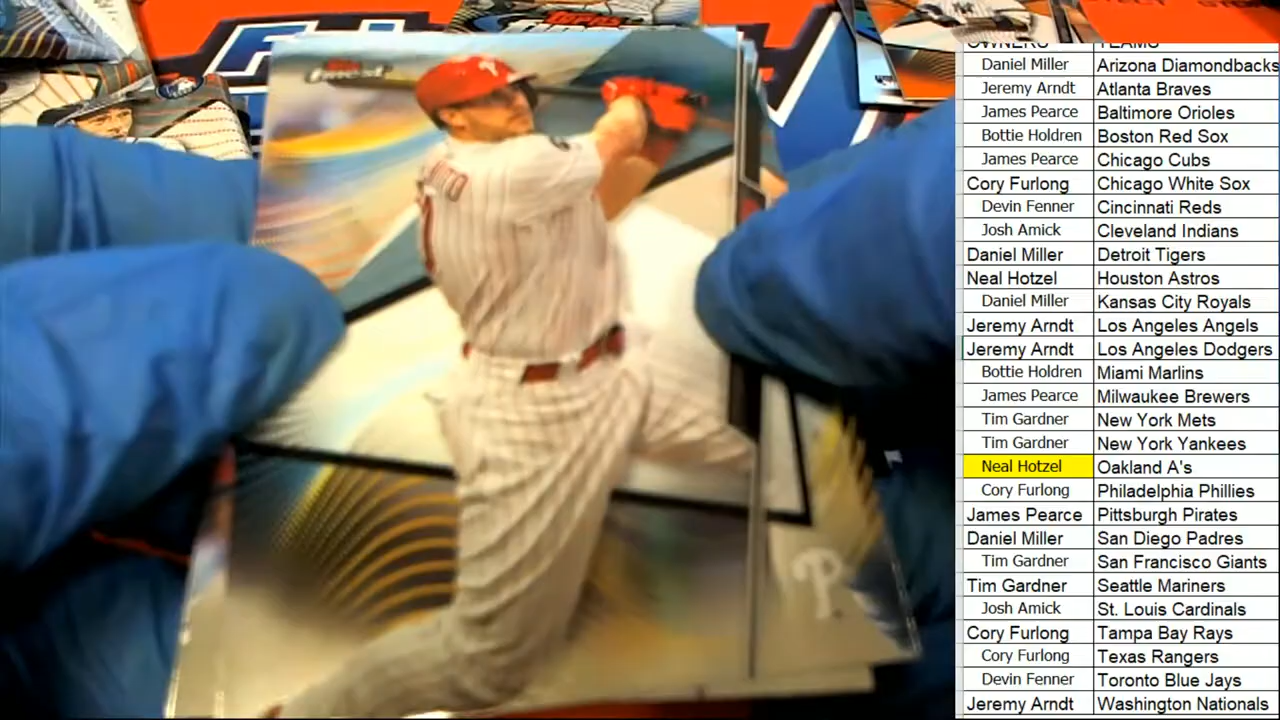 OWNERS TEAMS
Daniel Miller Arizona Diamondbacks
Jeremy Arndt Atlanta Braves
James Pearce Baltimore Orioles
Bottie Holdren Boston Red Sox
James Pearce Chicago Cubs
Cory Furlong Chicago White Sox
Devin Fenner Cincinnati Reds
Josh Amick Cleveland Indians
Daniel Miller Detroit Tigers
Neal Hotzel Houston Astros
Daniel Miller Kansas City Royals
Jeremy Arndt Los Angeles Angels
Jeremy Arndt Los Angeles Dodgers
Bottie Holdren Miami Marlins
James Pearce Milwaukee Brewers
Tim Gardner New York Mets
Tim Gardner New York Yankees
Neal Hotzel Oakland A's
Cory Furlong Philadelphia Phillies
James Pearce Pittsburgh Pirates
Daniel Miller San Diego Padres
Tim Gardner San Francisco Giants
Tim Gardner Seattle Mariners
Josh Amick St. Louis Cardinals
Cory Furlong Tampa Bay Rays
Cory Furlong Texas Rangers
Devin Fenner Toronto Blue Jays
Jeremy Arndt Washington Nationals
topps
finest
P